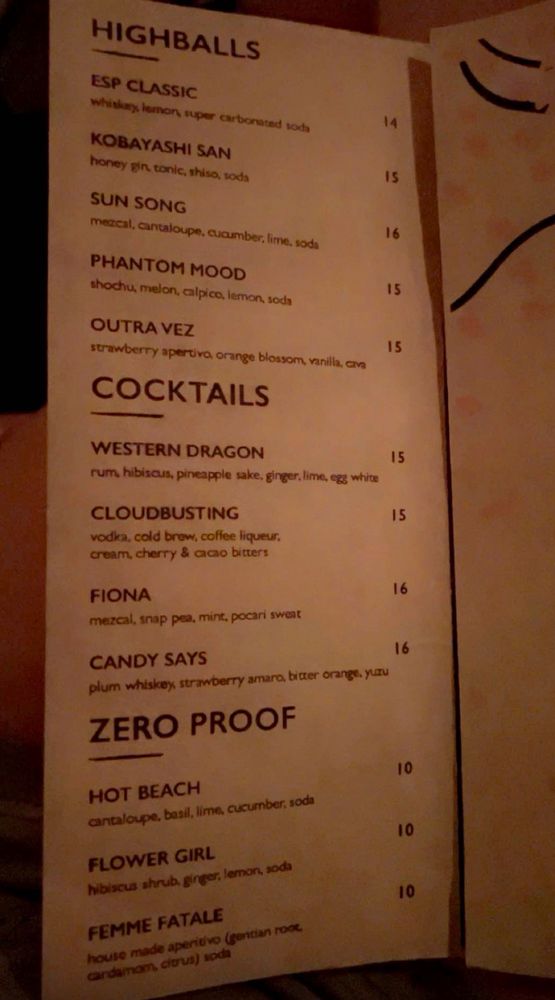 HIGHBALLS
ESP CLASSIC
whiskey, lemon, super carbonated soda 14
KOBAYASHI SAN
honey gin, tonic, shiso, soda 15
SUN SONG
mezcal, cantaloupe, cucumber, lime, soda 16
PHANTOM MOOD
shochu, melon, calpico, lemon, soda 15
OUTRA VEZ
strawberry apertivo, orange blossom, vanilla, cava 15
COCKTAILS
WESTERN DRAGON 15
rum, hibiscus, pineapple sake, ginger, lime, egg white
CLOUDBUSTING 15
vodka, cold brew, coffee liqueur,
cream, cherry & cacao bitters
FIONA 16
mezcal, snap pea, mint, pocari sweat
CANDY SAYS 16
plum whiskey, strawberry amaro, bitter orange, yuzu
ZERO PROOF
HOT BEACH 10
cantaloupe, basil, lime, cucumber, soda
FLOWER GIRL 10
hibiscus shrub, ginger, lemon, soda
FEMME FATALE 10
house made aperitivo (gentian root,
cardamom, citrus) soda